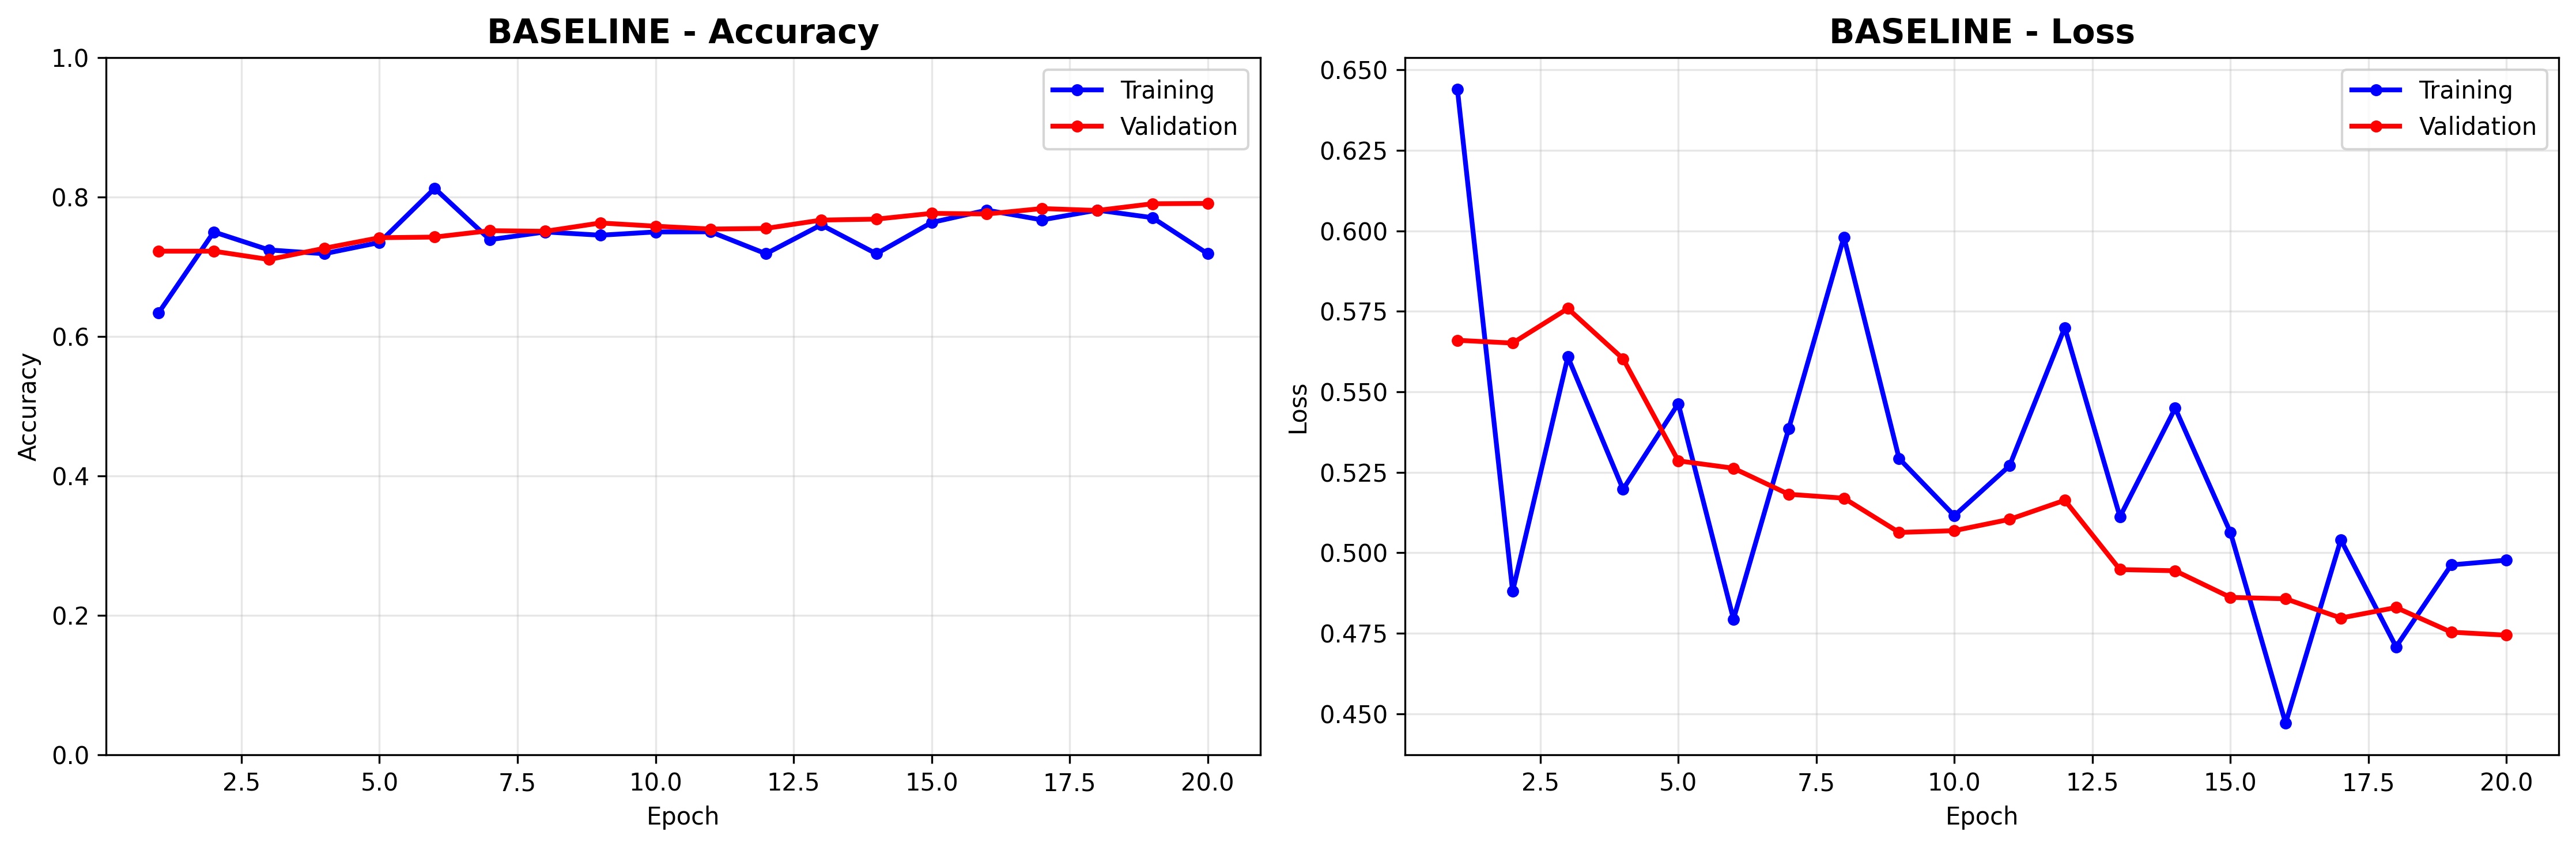 BASELINE - Accuracy
1.0
0.8
0.6
0.4
0.2
0.0
Accuracy
Training
Validation
2.5 5.0 7.5 10.0 12.5 15.0 17.5 20.0
Epoch
BASELINE - Loss
0.650
0.625
0.600
0.575
0.550
0.525
0.500
0.475
0.450
Loss
Training
Validation
2.5 5.0 7.5 10.0 12.5 15.0 17.5 20.0
Epoch